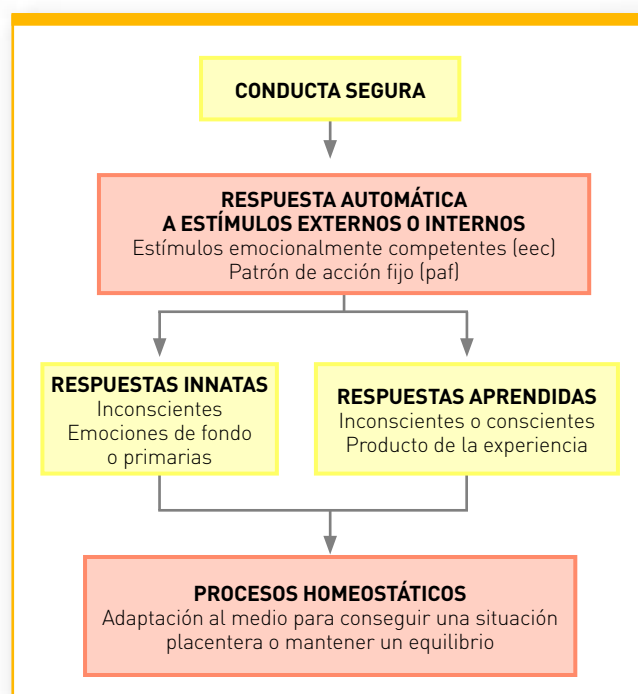 CONDUCTA SEGURA
RESPUESTA AUTOMÁTICA
A ESTÍMULOS EXTERNOS O INTERNOS
Estímulos emocionalmente competentes (eec)
Patrón de acción fijo (paf)
RESPUESTAS INNATAS
Inconscientes
Emociones de fondo
o primarias
RESPUESTAS APRENDIDAS
Inconscientes o conscientes
Producto de la experiencia
PROCESOS HOMEOSTÁTICOS
Adaptación al medio para conseguir una situación
placentera o mantener un equilibrio